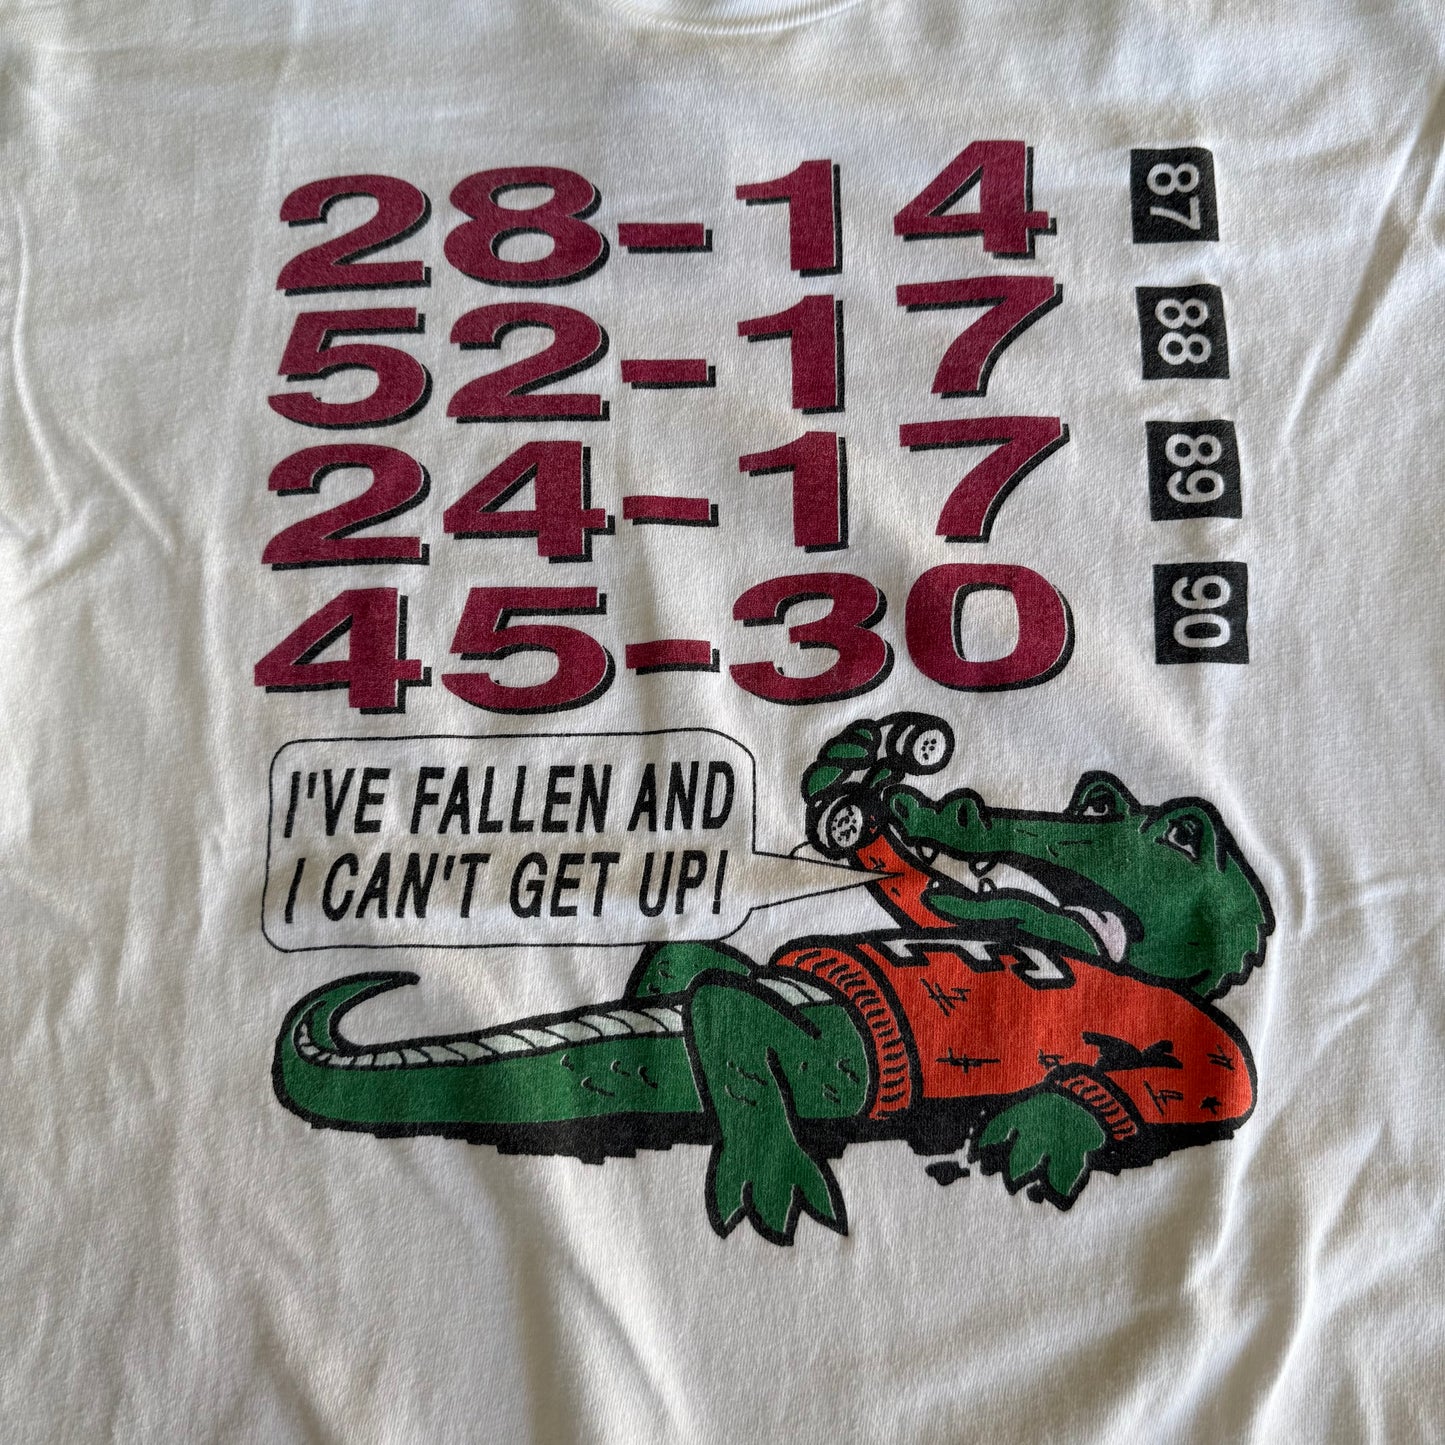 28-14 87
52-17 88
24-17 89
45-30 90
I'VE FALLEN AND
I CAN'T GET UP!
F